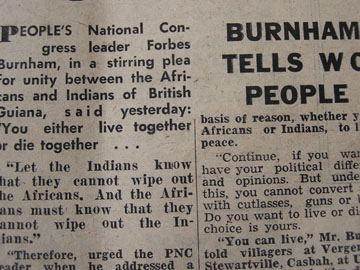 PEOPLE'S National Con-
gress leader Forbes
Burnham, in a stirring plea
for unity between the Afri-
cans and Indians of British
Guiana, said yesterday:
'You either live together
or die together . . .
"Let the Indians know
that they cannot wipe out
the Africans. And the Afri-
cans must know that they
cannot wipe out the In-
dians."
"Therefore, urged the PNC
leader when he addressed a
BURNHAM
TELLS
PEOPLE
basis of reason, whether y
Africans or Indians, to l
peace.
"Continue, if you wan
have your political diffe
and opinions. But unde
this, you cannot convert
with cutlasses, guns or b
Do you want to live or di
choice is yours.
"You can live," Mr. Bu
told villagers at Verger
Stewartville, Casbah, at D